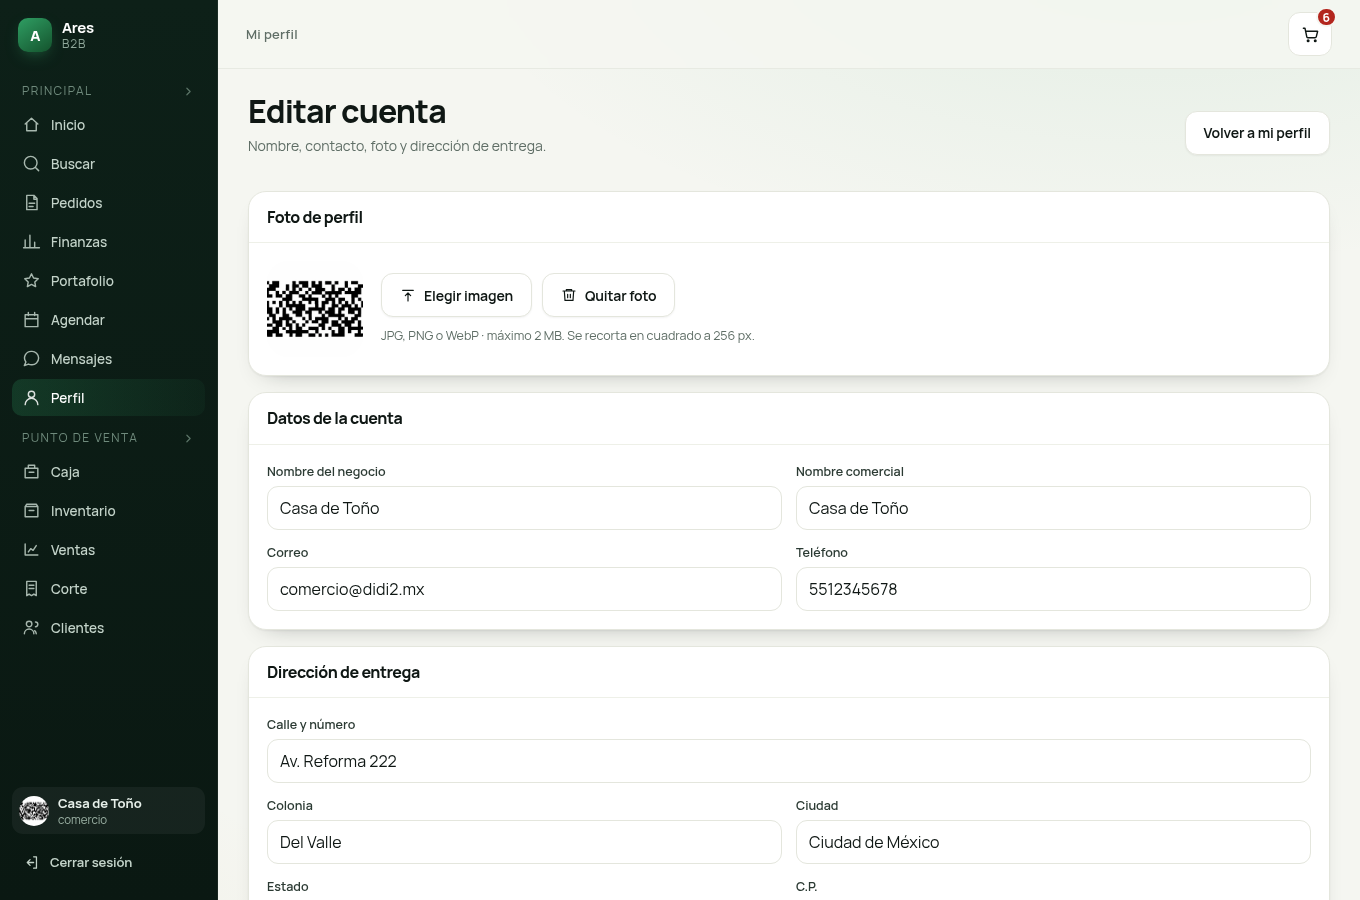 A
Ares
B2B
PRINCIPAL
Inicio
Buscar
Pedidos
Finanzas
Portafolio
Agendar
Mensajes
Perfil
PUNTO DE VENTA
Caja
Inventario
Ventas
Corte
Clientes
Casa de Toño
comercio
Cerrar sesión
Mi perfil
6
Editar cuenta
Nombre, contacto, foto y dirección de entrega.
Volver a mi perfil
Foto de perfil
Elegir imagen
Quitar foto
JPG, PNG o WebP · máximo 2 MB. Se recorta en cuadrado a 256 px.
Datos de la cuenta
Nombre del negocio
Casa de Toño
Nombre comercial
Casa de Toño
Correo
comercio@didi2.mx
Teléfono
5512345678
Dirección de entrega
Calle y número
Av. Reforma 222
Colonia
Del Valle
Ciudad
Ciudad de México
Estado
C.P.